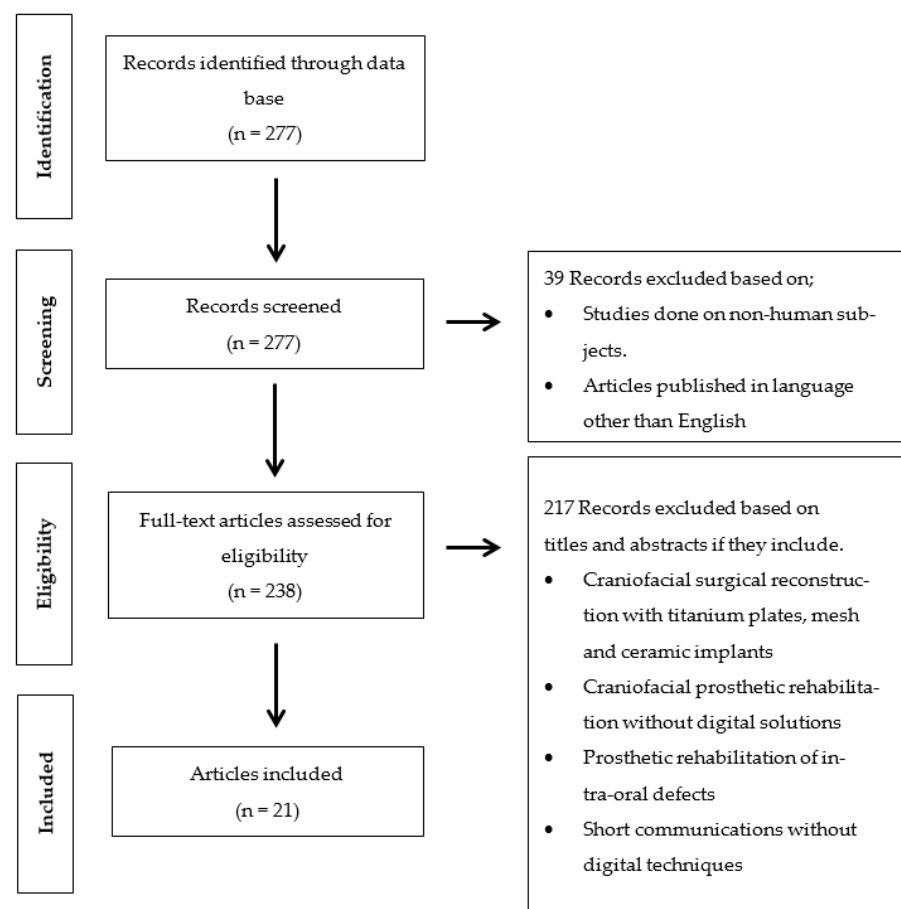 Identification
Records identified through data
base
(n = 277)
Screening
Records screened
(n = 277)
39 Records excluded based on;
• Studies done on non-human sub-
jects.
• Articles published in language
other than English
Eligibility
Full-text articles assessed for
eligibility
(n = 238)
217 Records excluded based on
titles and abstracts if they include.
• Craniofacial surgical reconstruc-
tion with titanium plates, mesh
and ceramic implants
• Craniofacial prosthetic rehabilita-
tion without digital solutions
• Prosthetic rehabilitation of in-
tra-oral defects
• Short communications without
digital techniques
Included
Articles included
(n = 21)